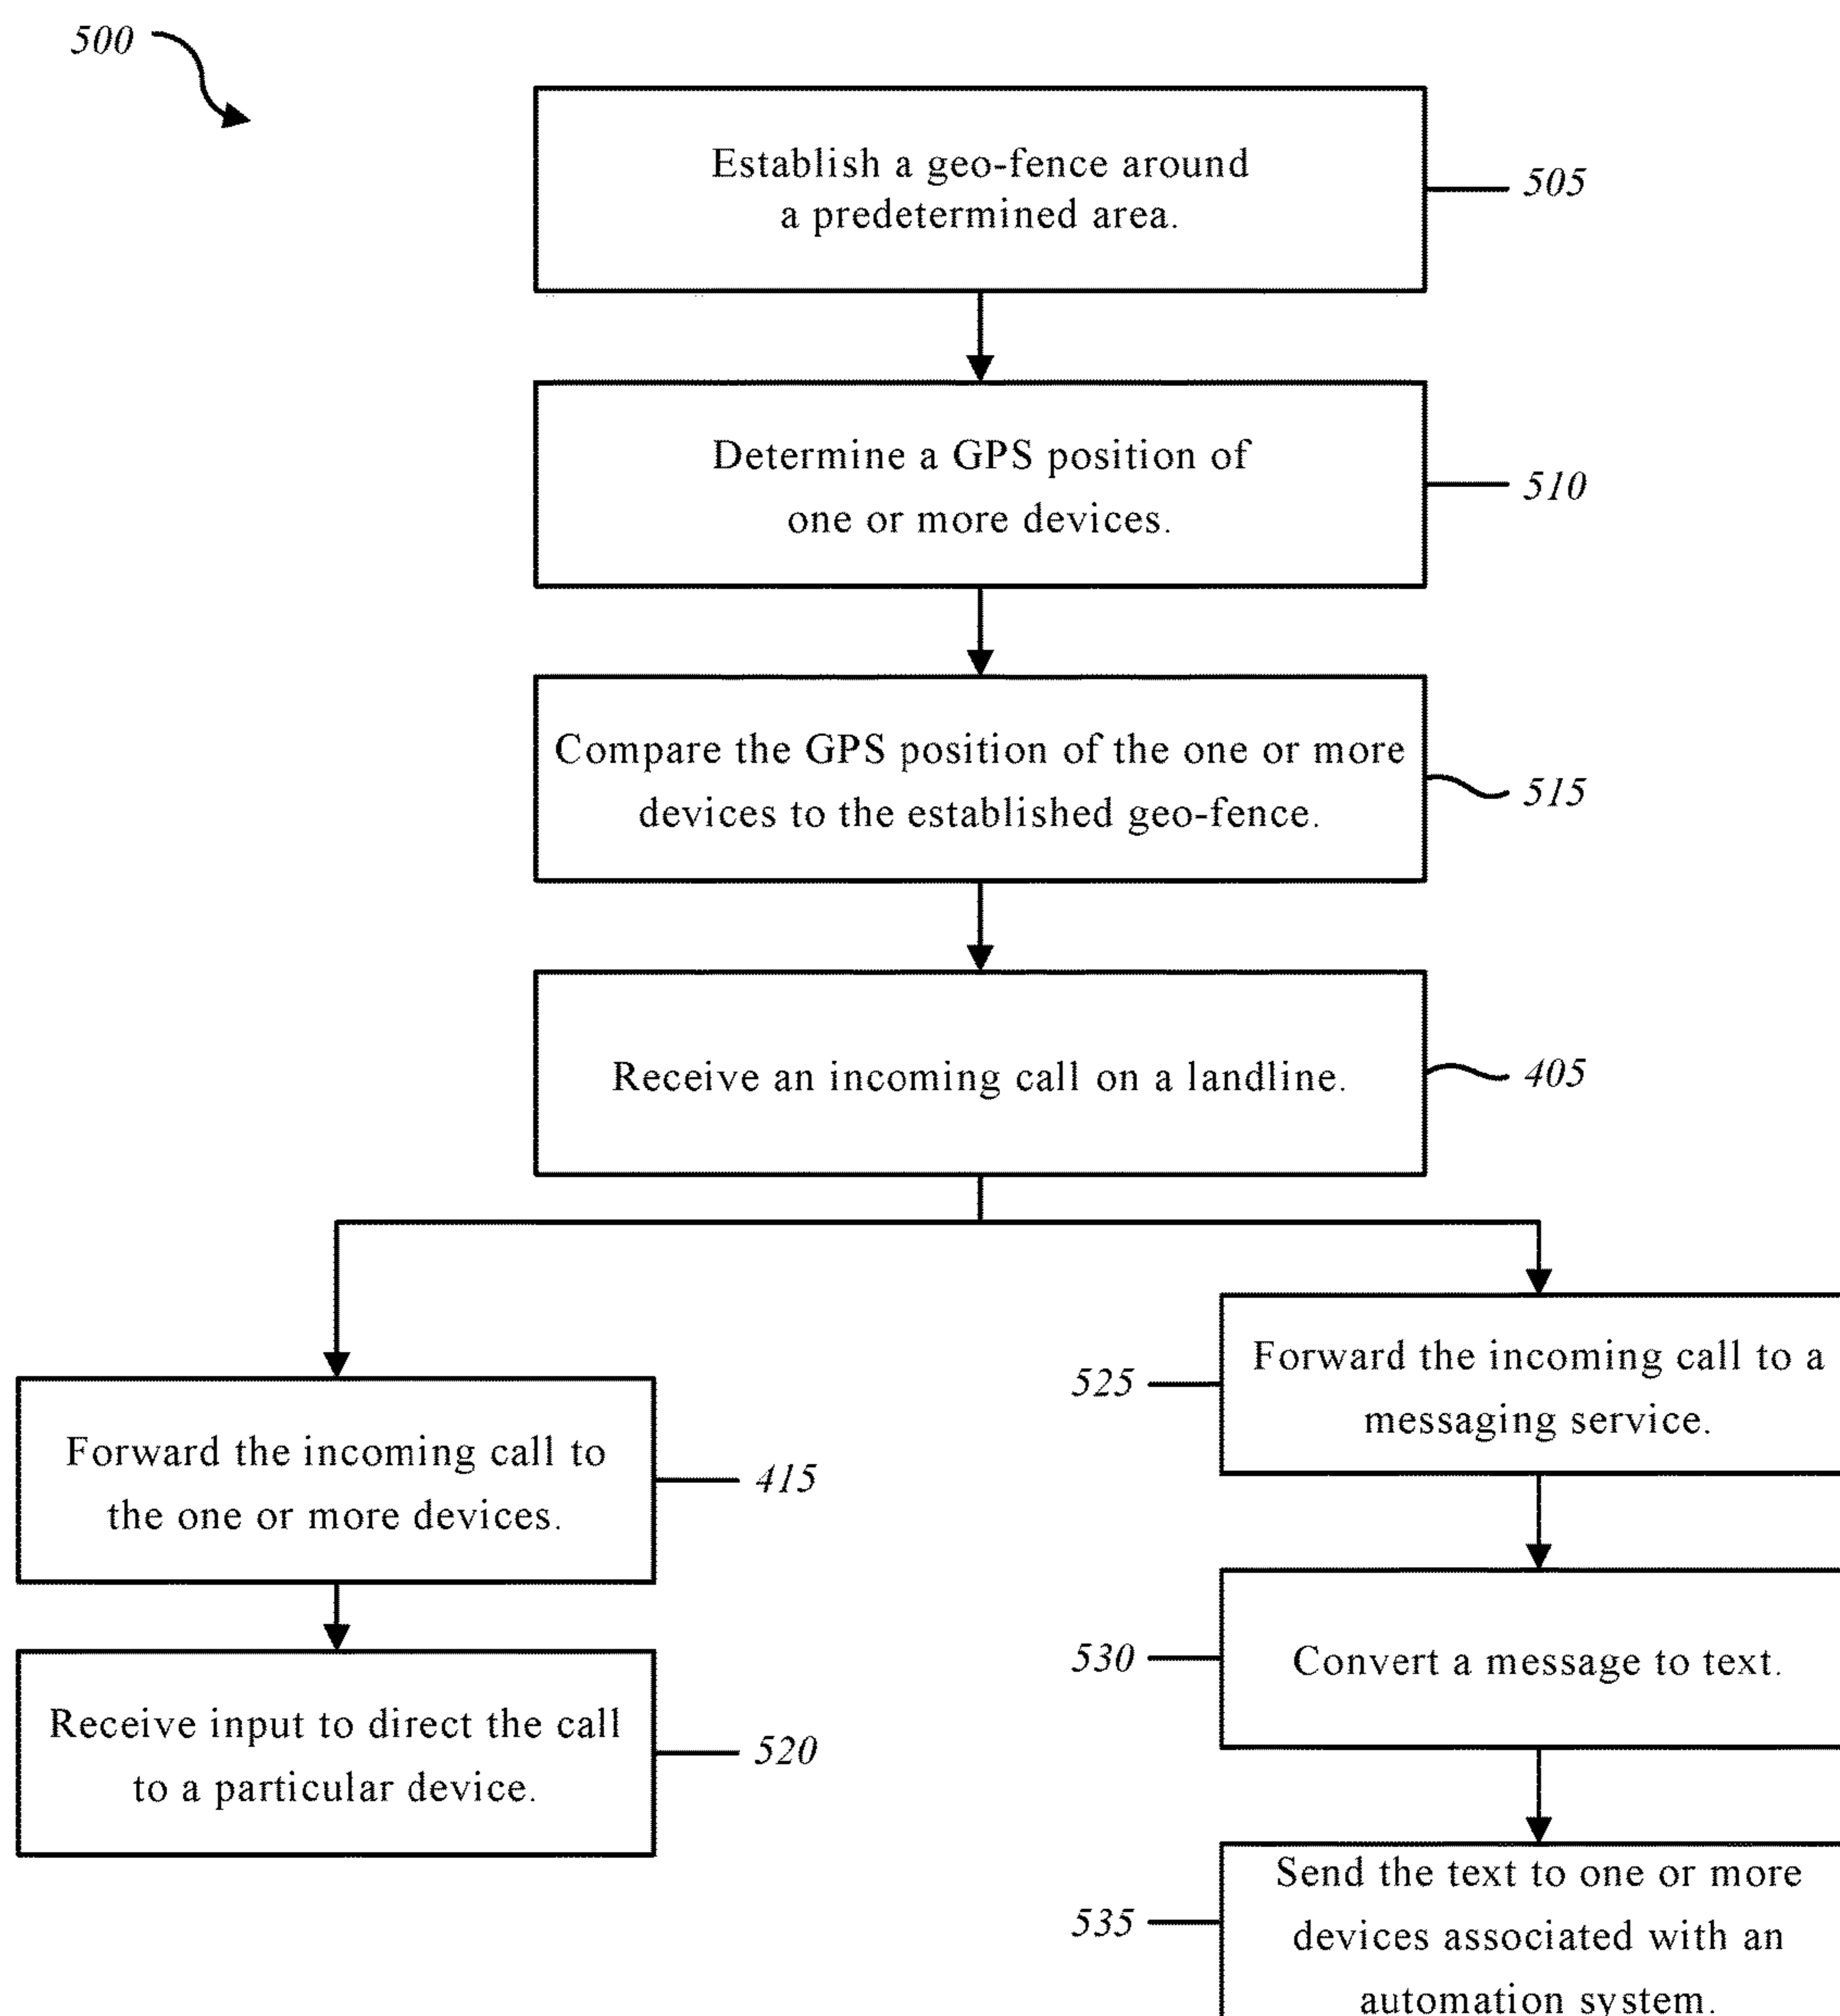 500
Establish a geo-fence around
a predetermined area.
505
Determine a GPS position of
one or more devices.
510
Compare the GPS position of the one or more
devices to the established geo-fence.
515
Receive an incoming call on a landline.
405
Forward the incoming call to
the one or more devices.
415
Receive input to direct the call
to a particular device.
520
525
Forward the incoming call to a
messaging service.
530
Convert a message to text.
535
Send the text to one or more
devices associated with an
automation system.